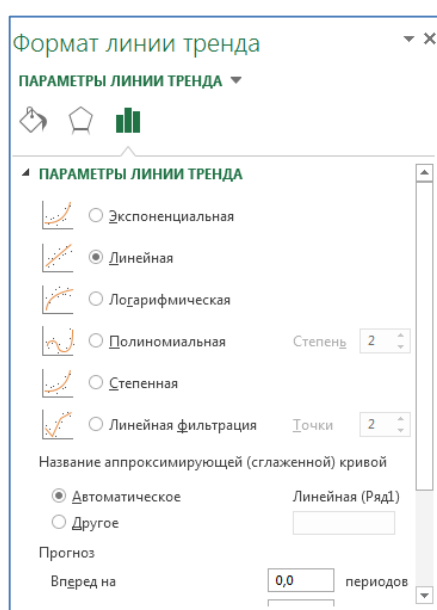 Формат линии тренда
ПАРАМЕТРЫ ЛИНИИ ТРЕНДА
ПАРАМЕТРЫ ЛИНИИ ТРЕНДА
Экспоненциальная
Линейная
Логарифмическая
Полиномиальная Степень 2
Степенная
Линейная фильтрация Точки 2
Название аппроксимирующей (сглаженной) кривой
Автоматическое Линейная (Ряд1)
Другое
Прогноз
Вперед на 0,0 периодов